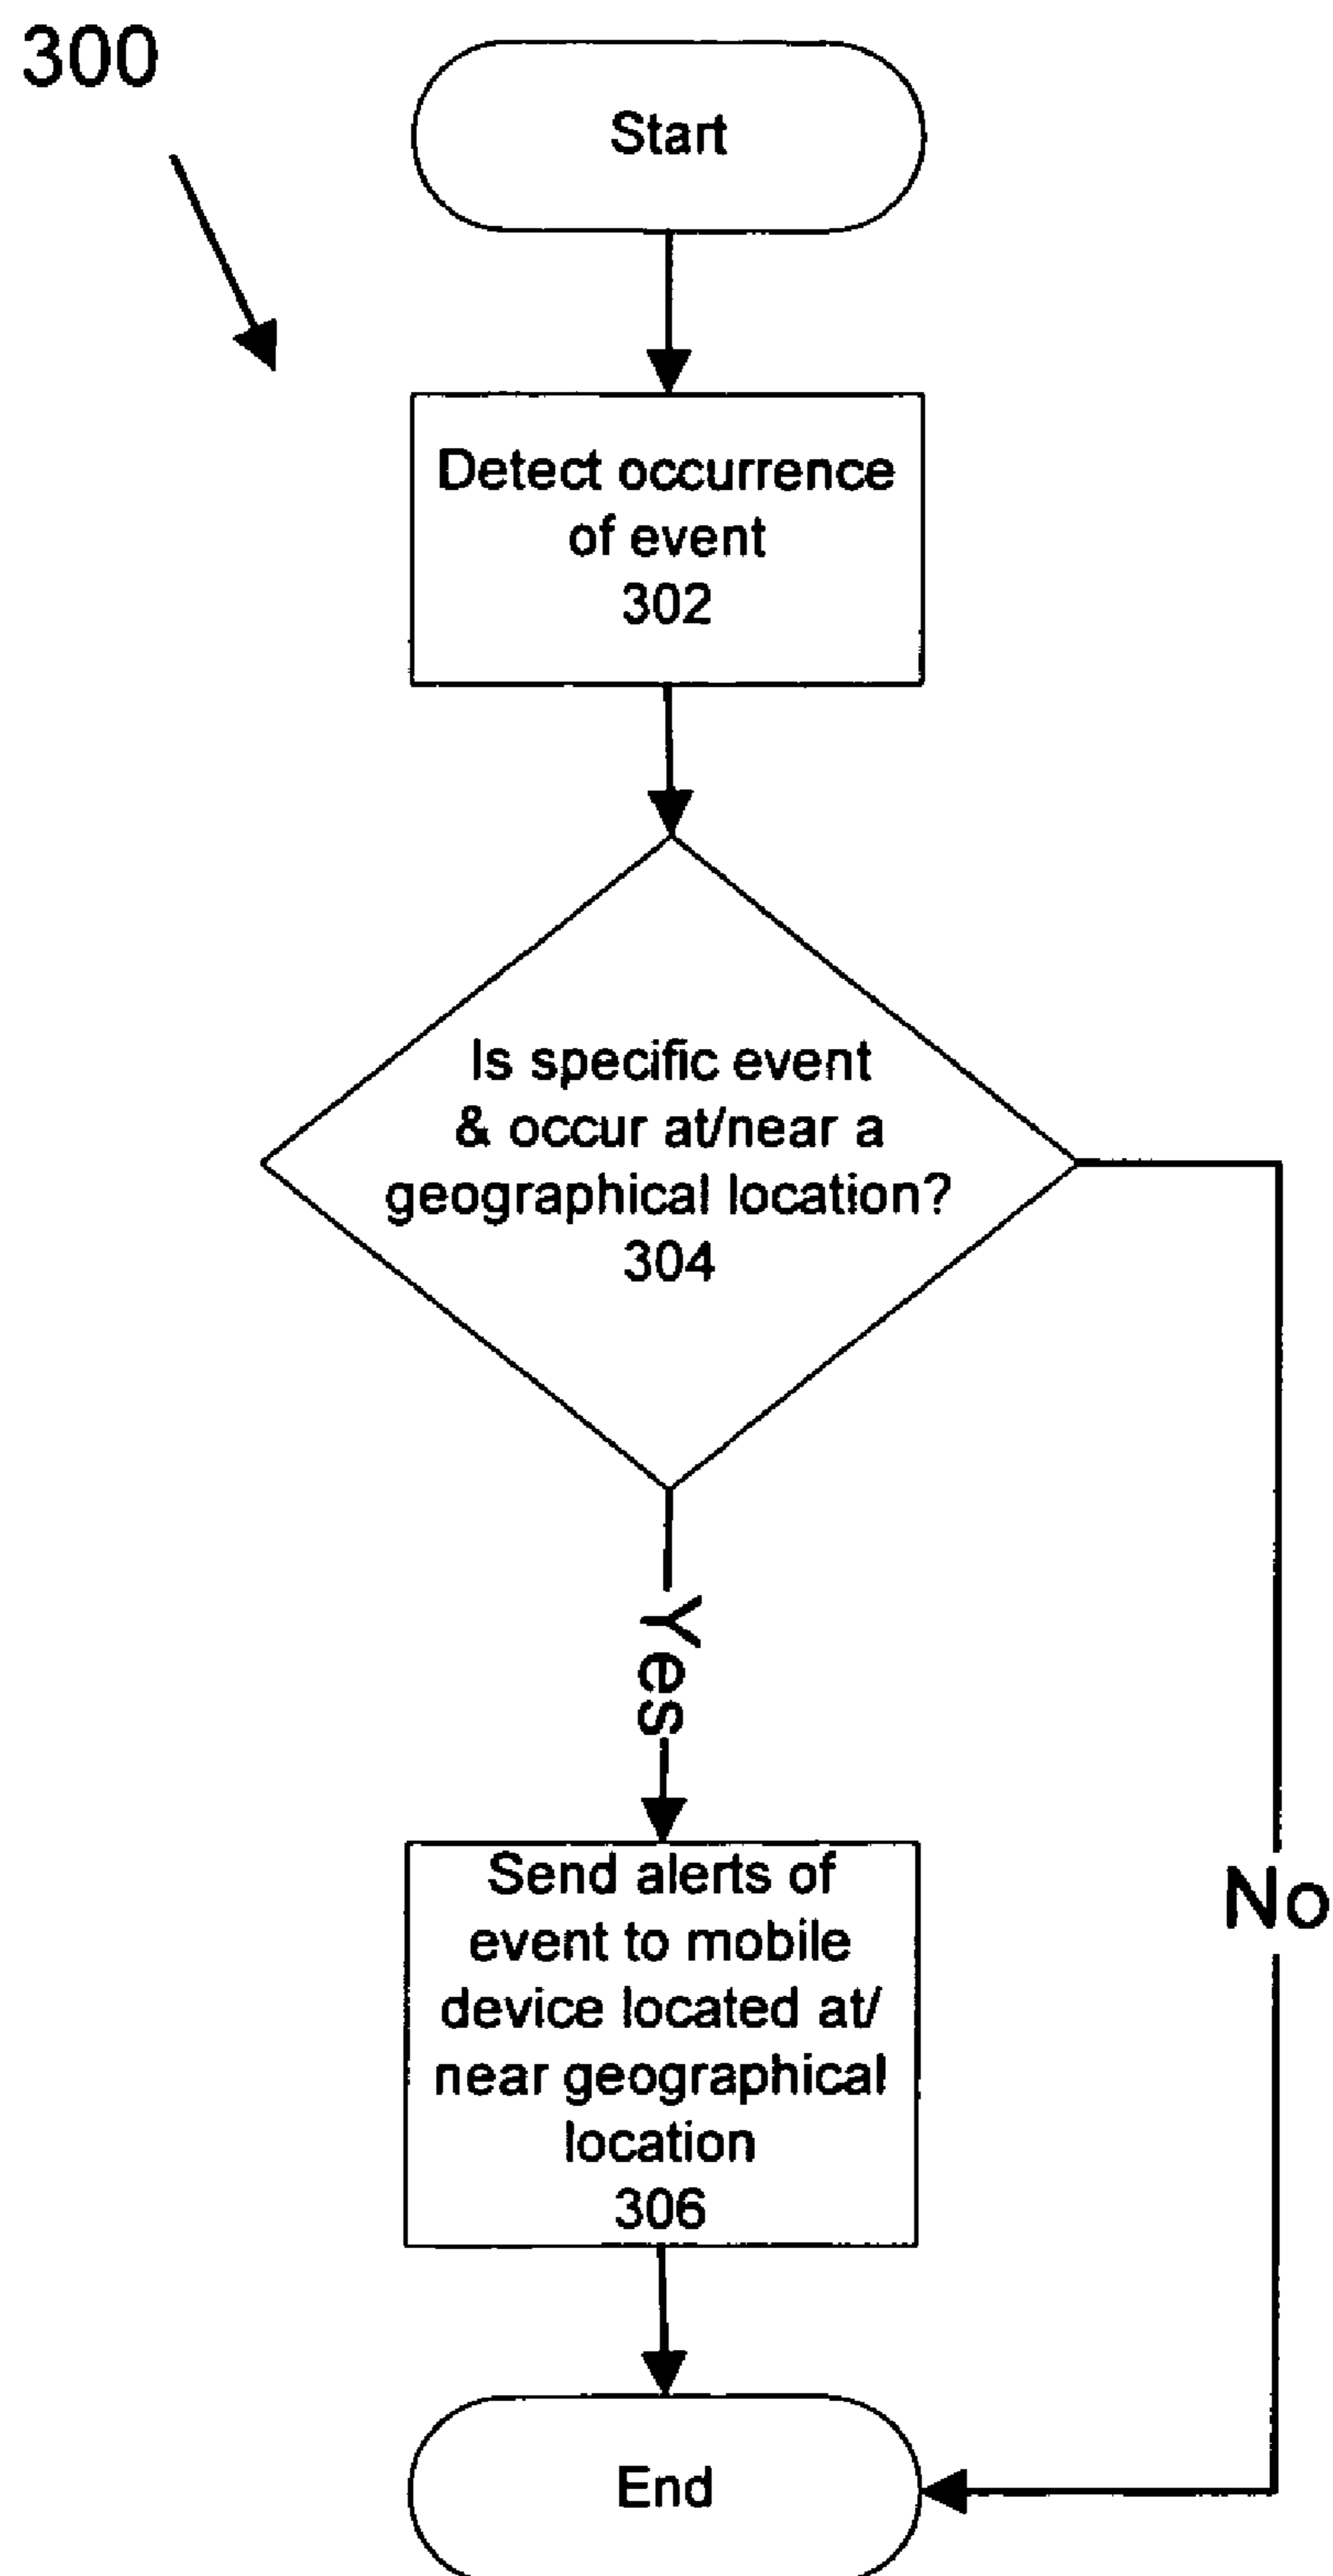 300
Start
Detect occurrence
of event
302
Is specific event
& occur at/near a
geographical location?
304
Yes
Send alerts of
event to mobile
device located at/
near geographical
location
306
No
End